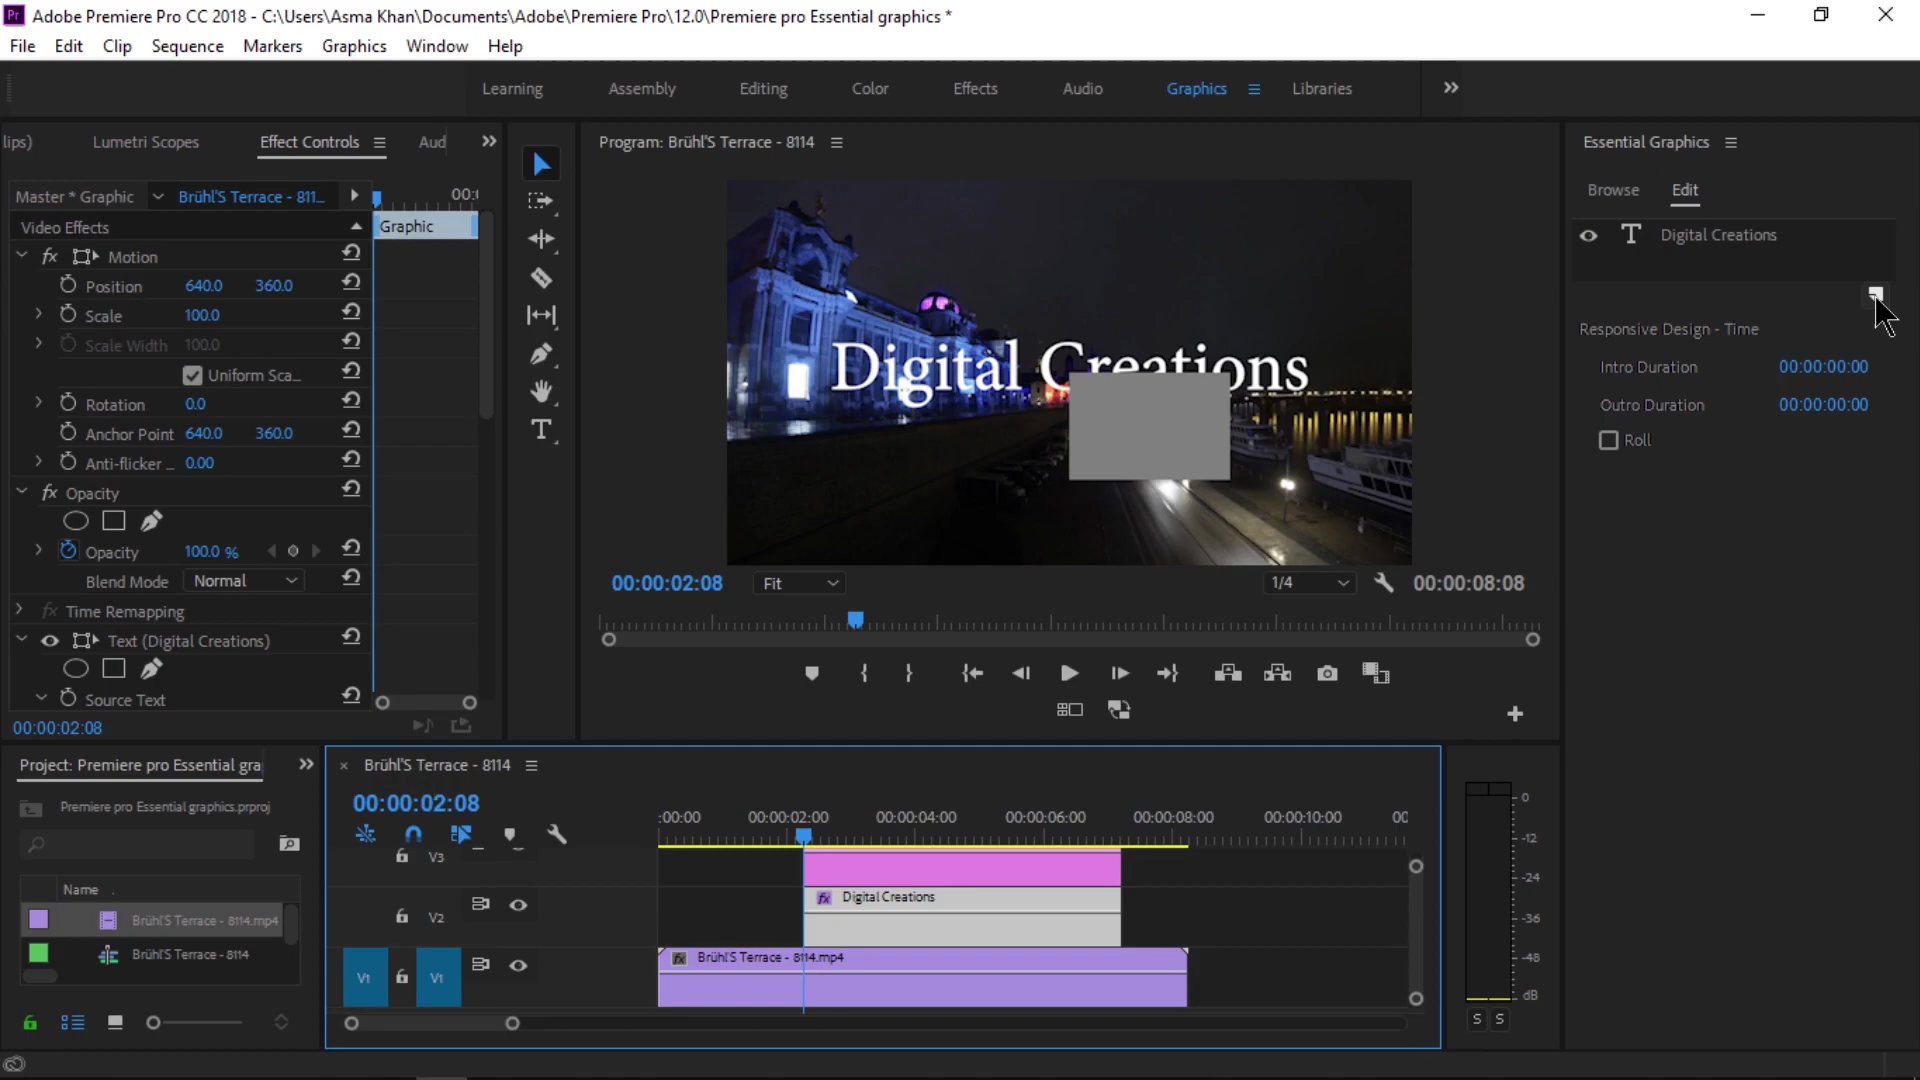 Pr Adobe Premiere Pro CC 2018 - C:\Users\Asma Khan\Documents\Adobe\Premiere Pro\12.0\Premiere pro Essential graphics *
File Edit Clip Sequence Markers Graphics Window Help
Learning Assembly Editing Color Effects Audio Graphics Libraries
lips) Lumetri Scopes Effect Controls Aud
Master * Graphic Brühl'S Terrace - 811... 00:(
Video Effects Graphic
fx Motion
Position 640.0 360.0
Scale 100.0
Scale Width 100.0
Uniform Sca...
Rotation 0.0
Anchor Point 640.0 360.0
Anti-flicker ... 0.00
fx Opacity
Opacity 100.0 %
Blend Mode Normal
fx Time Remapping
Text (Digital Creations)
Source Text
00:00:02:08
Program: Brühl'S Terrace - 8114
Digital Creations
00:00:02:08 Fit 1/4 00:00:08:08
Essential Graphics
Browse Edit
T Digital Creations
Responsive Design - Time
Intro Duration 00:00:00:00
Outro Duration 00:00:00:00
Roll
Project: Premiere pro Essential gra
Premiere pro Essential graphics.prproj
Name
Brühl'S Terrace - 8114.mp4
Brühl'S Terrace - 8114
× Brühl'S Terrace - 8114
00:00:02:08
:00:00 00:00:02:00 00:00:04:00 00:00:06:00 00:00:08:00 00:00:10:00 00
V3
V2 fx Digital Creations
V1 V1 fx Brühl'S Terrace - 8114.mp4
0
-12
-24
-36
-48
dB
S S